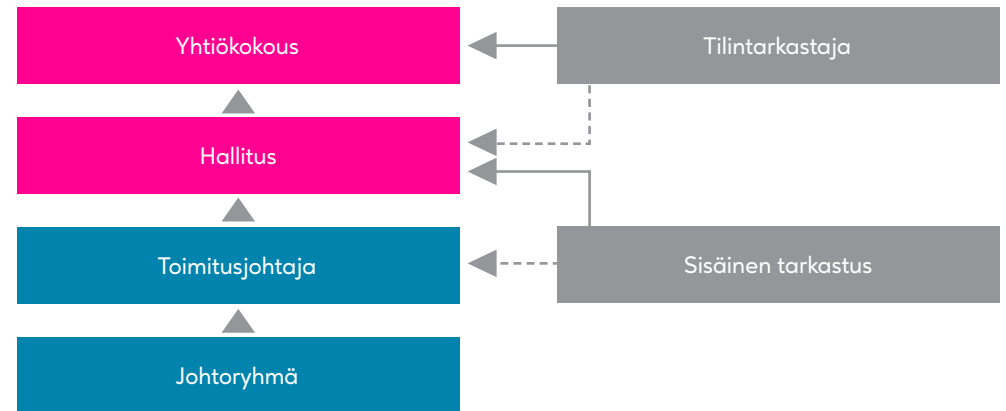 Yhtiökokous
Tilintarkastaja
Hallitus
Toimitusjohtaja
Sisäinen tarkastus
Johtoryhmä